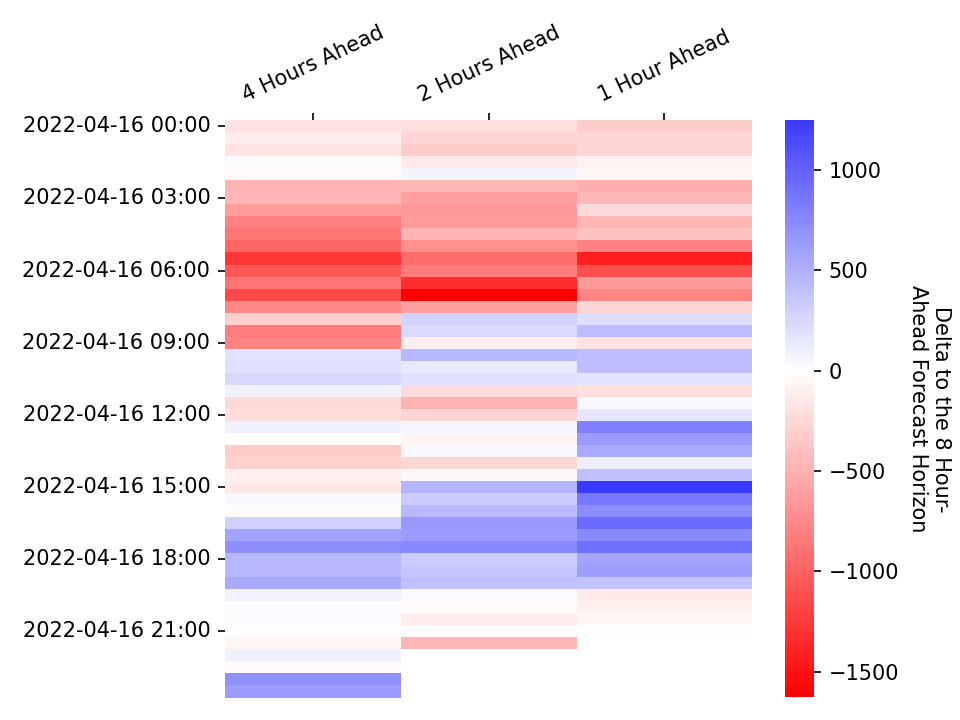 4 Hours Ahead
2 Hours Ahead
1 Hour Ahead
2022-04-16 00:00
2022-04-16 03:00
2022-04-16 06:00
2022-04-16 09:00
2022-04-16 12:00
2022-04-16 15:00
2022-04-16 18:00
2022-04-16 21:00
1000
500
0
−500
−1000
−1500
Delta to the 8 Hour-
Ahead Forecast Horizon